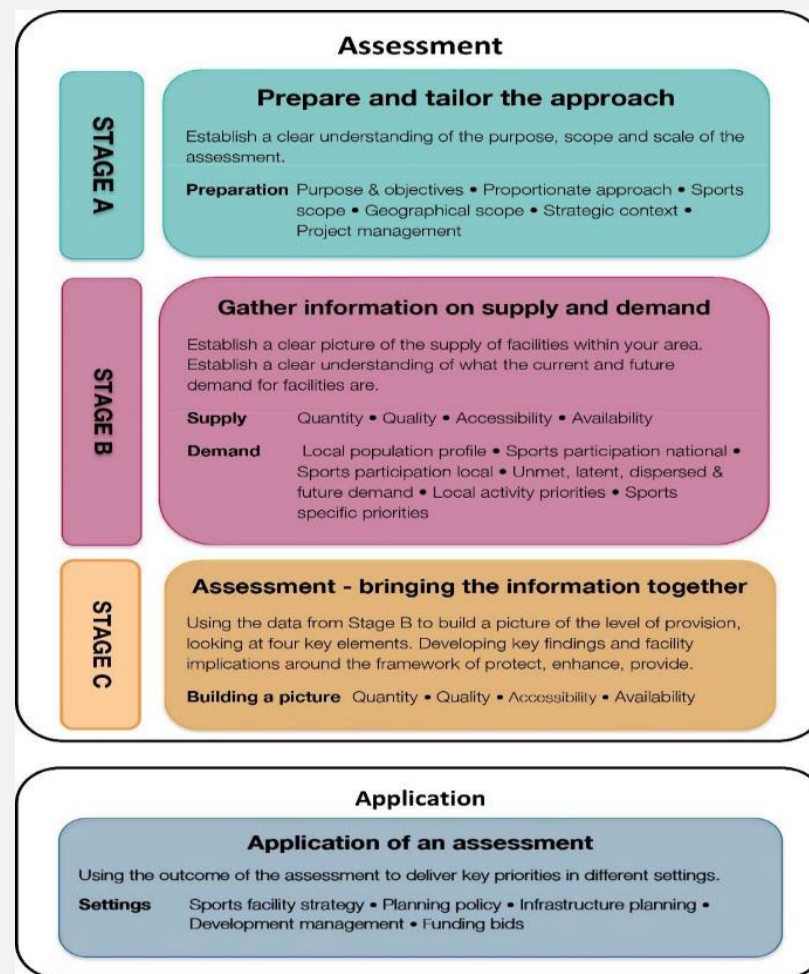 Assessment
STAGE A
Prepare and tailor the approach
Establish a clear understanding of the purpose, scope and scale of the
assessment.
Preparation Purpose & objectives • Proportionate approach • Sports
scope • Geographical scope • Strategic context •
Project management
STAGE B
Gather information on supply and demand
Establish a clear picture of the supply of facilities within your area.
Establish a clear understanding of what the current and future
demand for facilities are.
Supply Quantity • Quality • Accessibility • Availability
Demand Local population profile • Sports participation national •
Sports participation local • Unmet, latent, dispersed &
future demand • Local activity priorities • Sports
specific priorities
STAGE C
Assessment - bringing the information together
Using the data from Stage B to build a picture of the level of provision,
looking at four key elements. Developing key findings and facility
implications around the framework of protect, enhance, provide.
Building a picture Quantity • Quality • Accessibility • Availability
Application
Application of an assessment
Using the outcome of the assessment to deliver key priorities in different settings.
Settings Sports facility strategy • Planning policy • Infrastructure planning •
Development management • Funding bids